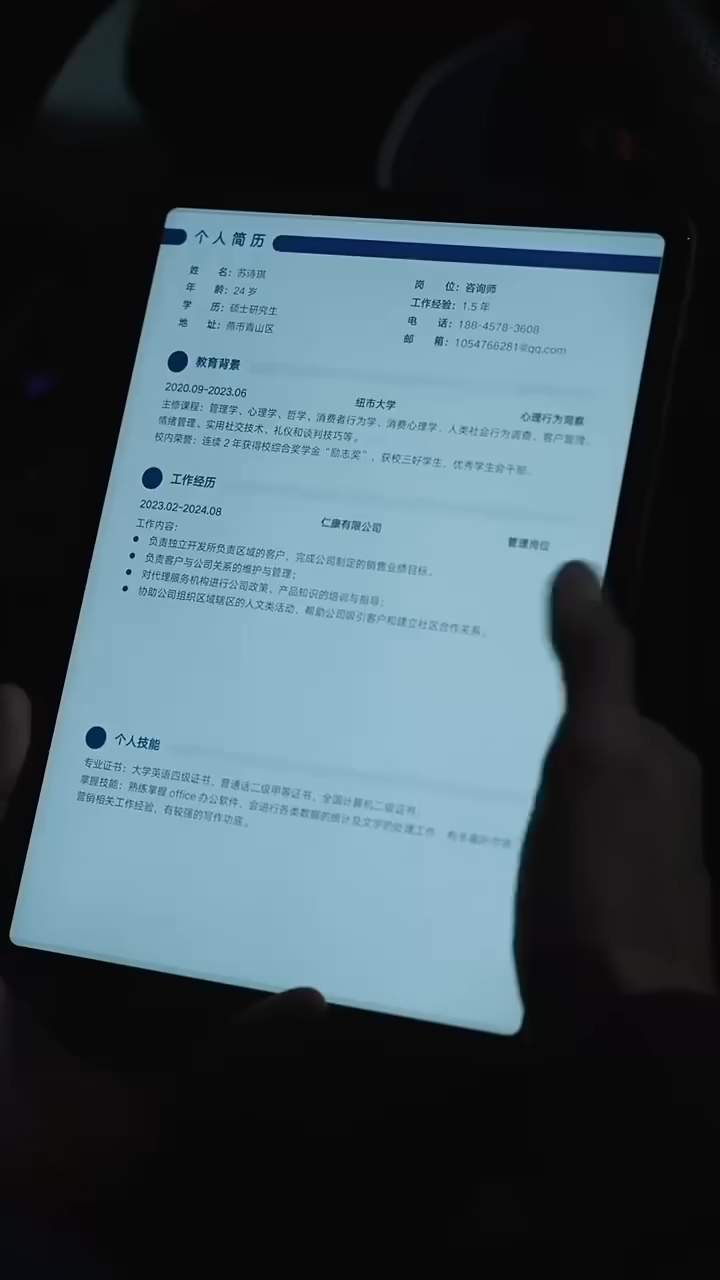 个人简历
姓 名：苏诗琪
岗 位：咨询师
年 龄：24 岁
工作经验：1.5 年
学 历：硕士研究生
电 话：188-4578-3608
地 址：燕市青山区
邮 箱：1054766281@qq.com
教育背景
2020.09-2023.06 纽市大学 心理行为观察
主修课程：管理学、心理学、哲学、消费者行为学、消费心理学、人类社会行为调查、客户管理、
情绪管理、实用社交技术、礼仪和谈判技巧等。
校内荣誉：连续 2 年获得校综合奖学金“励志奖”、获校三好学生、优秀学生会干部。
工作经历
2023.02-2024.08 仁康有限公司 管理岗位
工作内容：
● 负责独立开发所负责区域的客户、完成公司制定的销售业绩目标。
● 负责客户与公司关系的维护与管理；
● 对代理服务机构进行公司政策、产品知识的培训与指导；
● 协助公司组织区域辖区的人文类活动、帮助公司吸引客户和建立社区合作关系。
个人技能
专业证书：大学英语四级证书、普通话二级甲等证书、全国计算机二级证书.
掌握技能：熟练掌握 office 办公软件、会进行各类数据的统计及文字的处理工作
营销相关工作经验，有较强的写作功底。